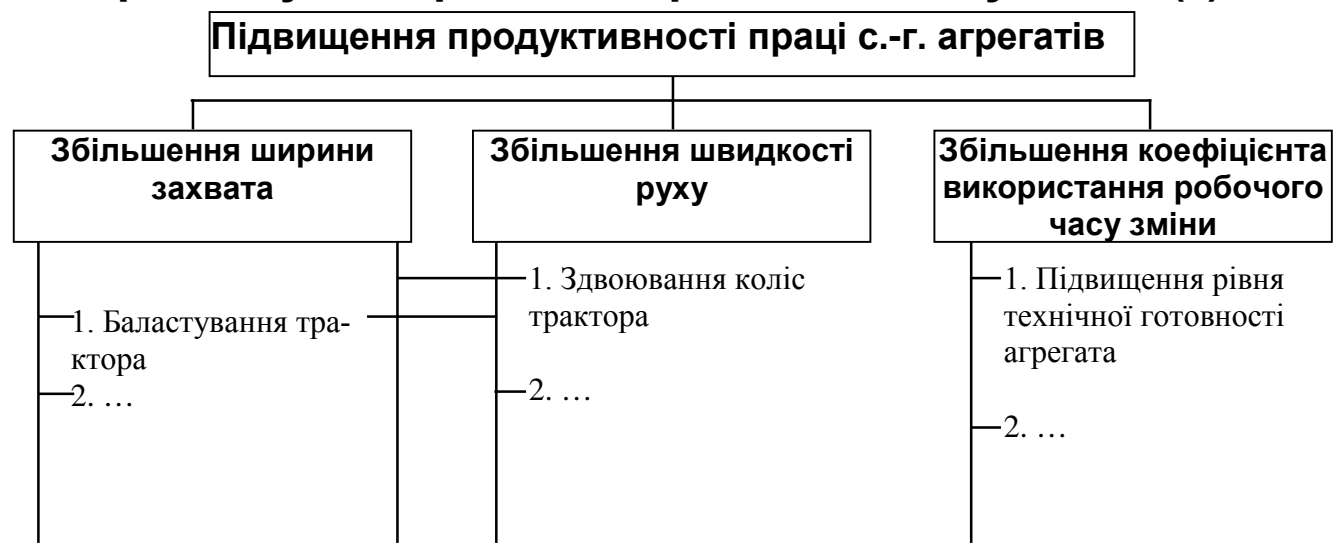 Підвищення продуктивності праці с.-г. агрегатів
Збільшення ширини
захвата
Збільшення швидкості
руху
Збільшення коефіцієнта
використання робочого
часу зміни
1. Баластування тра-
ктора
2. …
1. Здвоювання коліс
трактора
2. …
1. Підвищення рівня
технічної готовності
агрегата
2. …